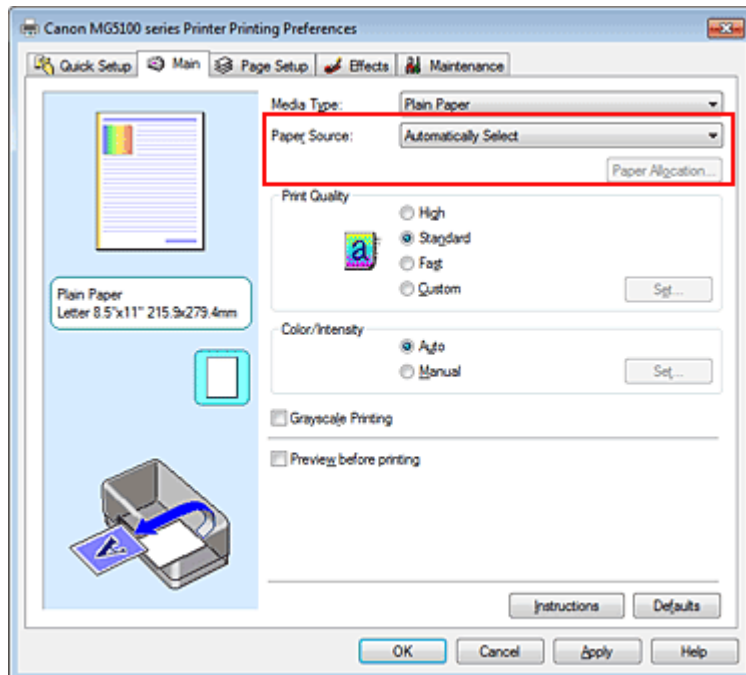 Canon MG5100 series Printer Printing Preferences
Quick Setup Main Page Setup Effects Maintenance
Media Type: Plain Paper
Paper Source: Automatically Select
Paper Allocation...
Print Quality
High
a Standard
Fast
Custom Set...
Plain Paper
Letter 8.5"x11" 215.9x279.4mm
Color/Intensity
Auto
Manual Set...
Grayscale Printing
Preview before printing
A
Instructions Defaults
OK Cancel Apply Help